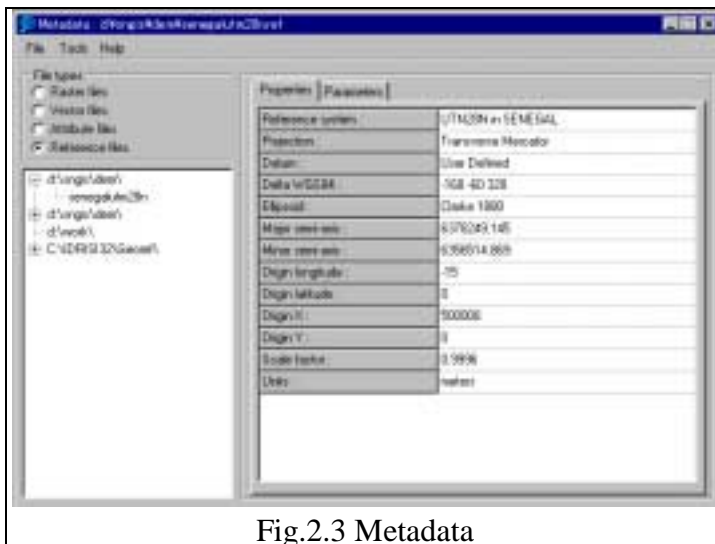 Metadata
File Tools Help
File types
Raster files
Vector files
Attribute files
Reference files
senegalutm28n
d:\work\
C:\IDRISI32\Georef\
Properties Parameters
Reference system : UTM28N in SENEGAL
Projection : Transverse Mercator
Datum : User Defined
Delta WGS84 : -168 -60 328
Ellipsoid : Clarke 1880
Major semi-axis : 6378249.145
Minor semi-axis : 6356514.869
Origin longitude : -15
Origin latitude : 0
Origin X : 500000
Origin Y : 0
Scale factor : 0.9996
Units : meters
Fig.2.3 Metadata